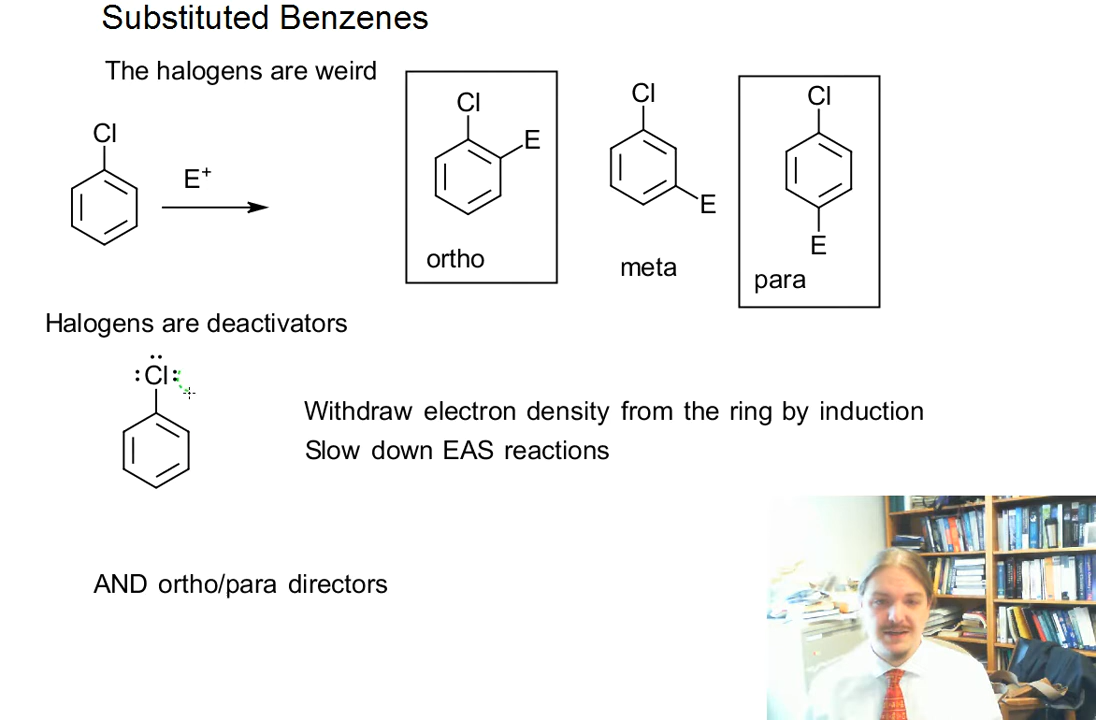 Substituted Benzenes
The halogens are weird
Cl
E⁺
Cl
E
ortho
Cl
E
meta
Cl
E
para
Halogens are deactivators
:Cl:
Withdraw electron density from the ring by induction
Slow down EAS reactions
AND ortho/para directors